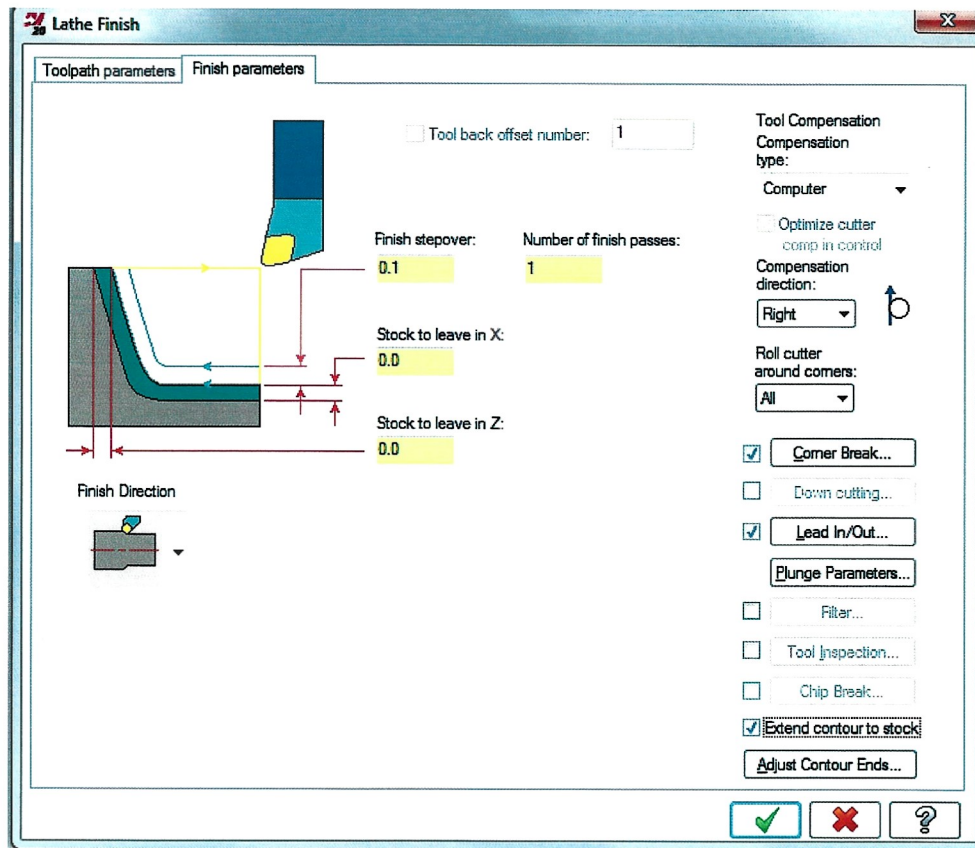 20 Lathe Finish
Toolpath parameters
Finish parameters
Tool back offset number: 1
Finish stepover:
0.1
Number of finish passes:
1
Stock to leave in X:
0.0
Stock to leave in Z:
0.0
Finish Direction
Tool Compensation
Compensation
type:
Computer
Optimize cutter
comp in control
Compensation
direction:
Right
Roll cutter
around corners:
All
Corner Break...
Down cutting...
Lead In/Out...
Plunge Parameters...
Filter...
Tool Inspection...
Chip Break...
Extend contour to stock
Adjust Contour Ends...